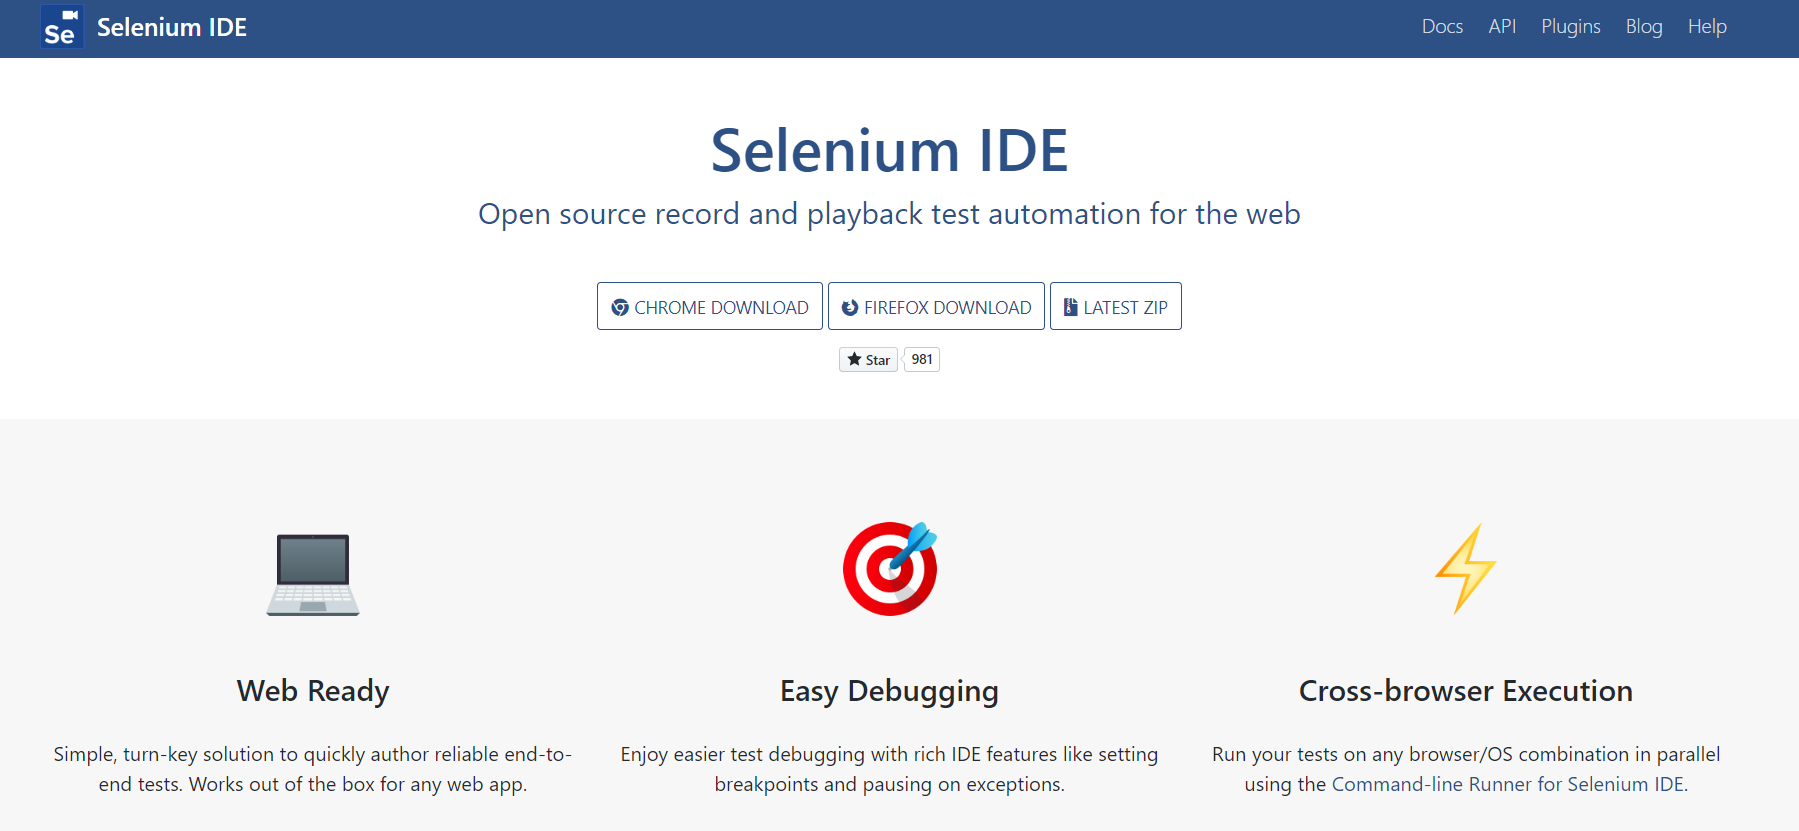 Se Selenium IDE Docs API Plugins Blog Help
Selenium IDE
Open source record and playback test automation for the web
CHROME DOWNLOAD FIREFOX DOWNLOAD LATEST ZIP
Star 981
Web Ready
Simple, turn-key solution to quickly author reliable end-to-
end tests. Works out of the box for any web app.
Easy Debugging
Enjoy easier test debugging with rich IDE features like setting
breakpoints and pausing on exceptions.
Cross-browser Execution
Run your tests on any browser/OS combination in parallel
using the Command-line Runner for Selenium IDE.